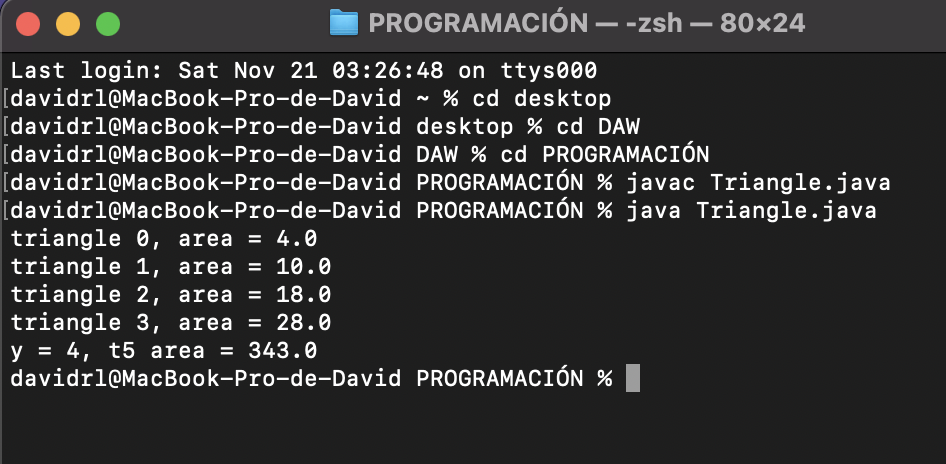 PROGRAMACIÓN — -zsh — 80×24
Last login: Sat Nov 21 03:26:48 on ttys000
[davidrl@MacBook-Pro-de-David ~ % cd desktop
[davidrl@MacBook-Pro-de-David desktop % cd DAW
[davidrl@MacBook-Pro-de-David DAW % cd PROGRAMACIÓN
[davidrl@MacBook-Pro-de-David PROGRAMACIÓN % javac Triangle.java
[davidrl@MacBook-Pro-de-David PROGRAMACIÓN % java Triangle.java
triangle 0, area = 4.0
triangle 1, area = 10.0
triangle 2, area = 18.0
triangle 3, area = 28.0
y = 4, t5 area = 343.0
davidrl@MacBook-Pro-de-David PROGRAMACIÓN %